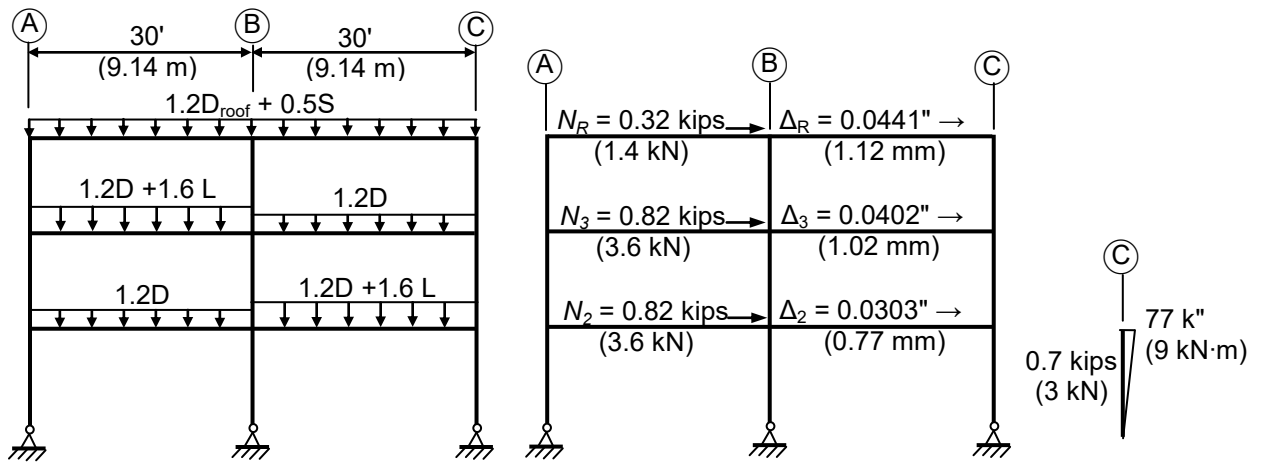 A B C
30' 30'
(9.14 m) (9.14 m)
1.2D_roof + 0.5S
1.2D +1.6 L 1.2D
1.2D 1.2D +1.6 L
A B C
N_R = 0.32 kips Δ_R = 0.0441" →
(1.4 kN) (1.12 mm)
N_3 = 0.82 kips Δ_3 = 0.0402" →
(3.6 kN) (1.02 mm)
N_2 = 0.82 kips Δ_2 = 0.0303" →
(3.6 kN) (0.77 mm)
C
77 k"
(9 kN·m)
0.7 kips
(3 kN)